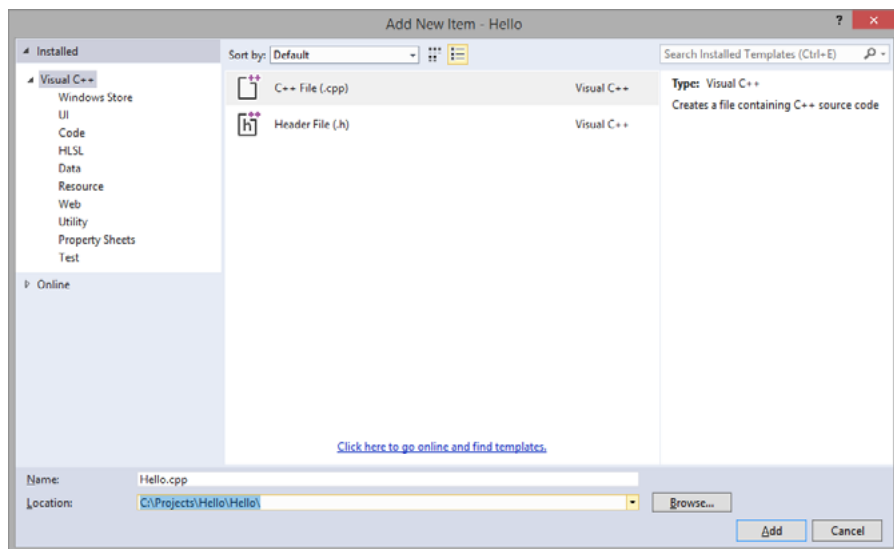 Add New Item - Hello
? ×
Installed
Sort by: Default
Search Installed Templates (Ctrl+E)
Visual C++
Windows Store
UI
Code
HLSL
Data
Resource
Web
Utility
Property Sheets
Test
Online
C++ File (.cpp) Visual C++
Header File (.h) Visual C++
Type: Visual C++
Creates a file containing C++ source code
Click here to go online and find templates.
Name: Hello.cpp
Location: C:\Projects\Hello\Hello\
Browse...
Add Cancel